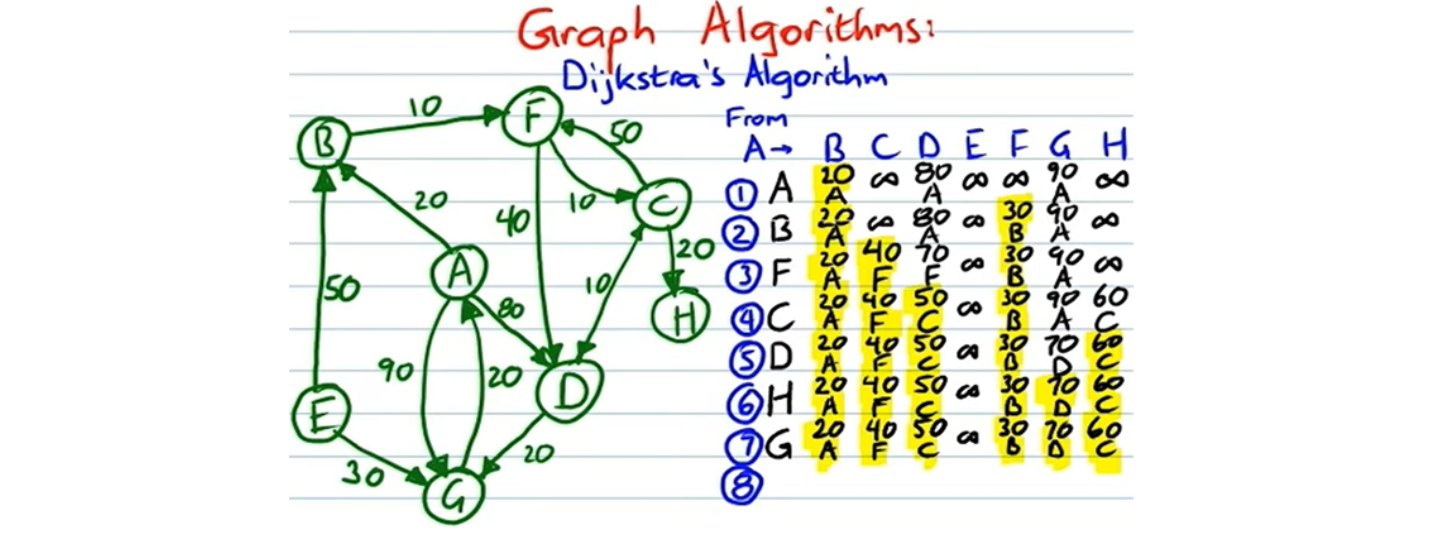 Graph Algorithms:
Dijkstra's Algorithm
From
A→ B C D E F G H
① A 20 ∞ 80 ∞ ∞ 90 ∞
A A A
② B 20 ∞ 80 ∞ 30 90 ∞
A A B A
③ F 20 40 70 ∞ 30 90 ∞
A F F B A
④ C 20 40 50 ∞ 30 90 60
A F C B A C
⑤ D 20 40 50 ∞ 30 70 60
A F C B D C
⑥ H 20 40 50 ∞ 30 70 60
A F C B D C
⑦ G 20 40 50 ∞ 30 70 60
A F C B D C
⑧
10
F
B
50
20
40
10
C
20
A
50
80
10
H
90
20
D
E
30
20
G